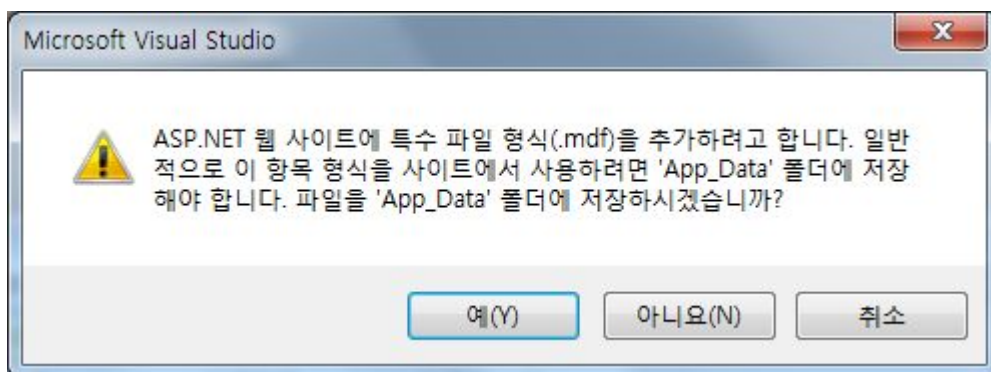 Microsoft Visual Studio
ASP.NET 웹 사이트에 특수 파일 형식(.mdf)을 추가하려고 합니다. 일반
적으로 이 항목 형식을 사이트에서 사용하려면 'App_Data' 폴더에 저장
해야 합니다. 파일을 'App_Data' 폴더에 저장하시겠습니까?
예(Y) 아니요(N) 취소